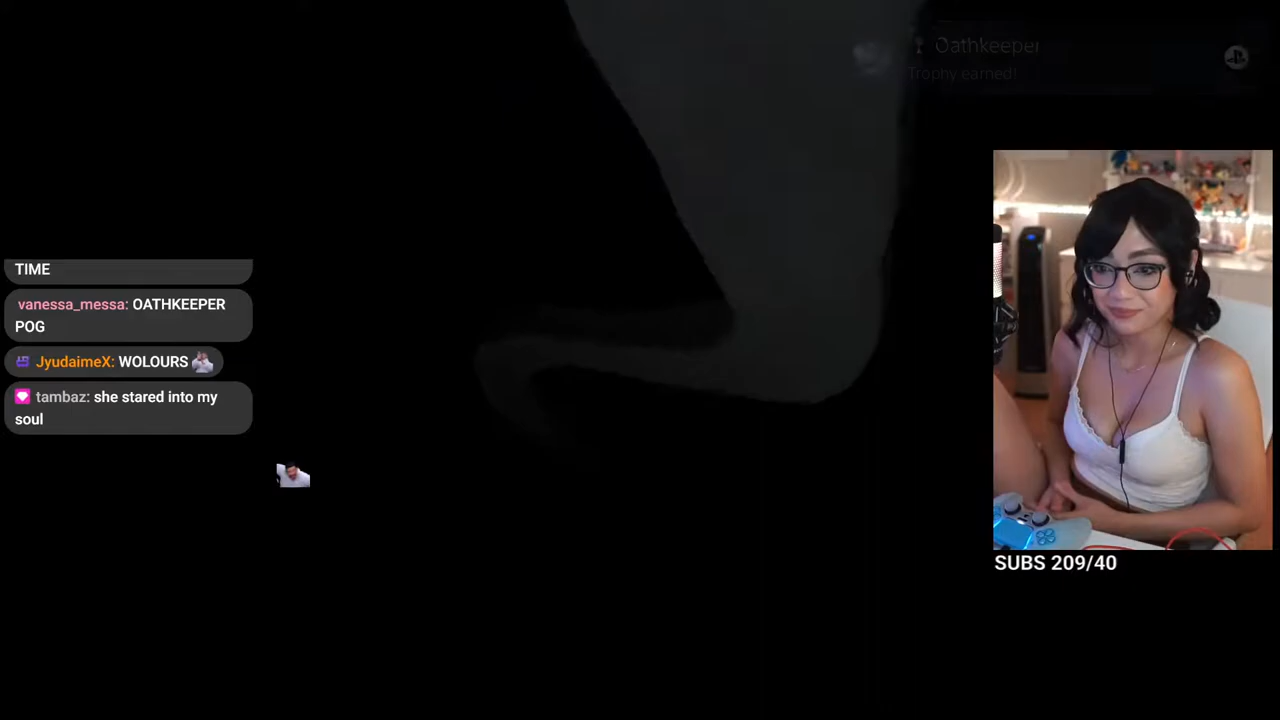 Oathkeeper
Trophy earned!
TIME
vanessa_messa: OATHKEEPER
POG
JyudaimeX: WOLOURS
tambaz: she stared into my
soul
SUBS 209/40